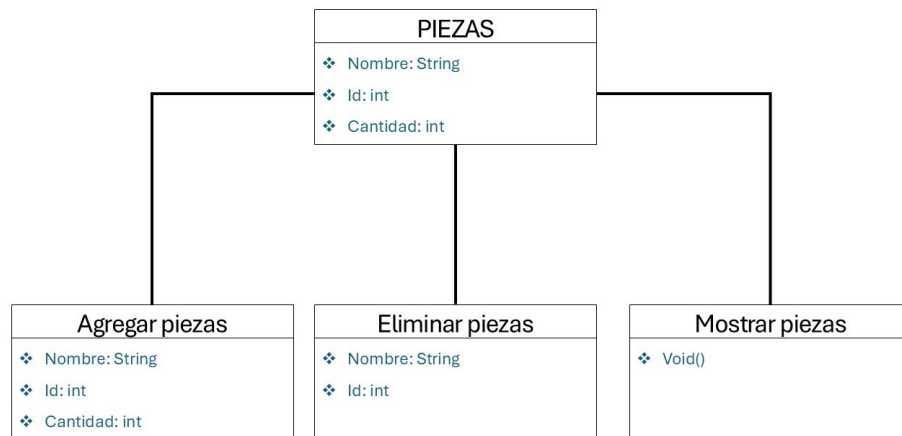 PIEZAS
Nombre: String
Id: int
Cantidad: int
Agregar piezas
Nombre: String
Id: int
Cantidad: int
Eliminar piezas
Nombre: String
Id: int
Mostrar piezas
Void()